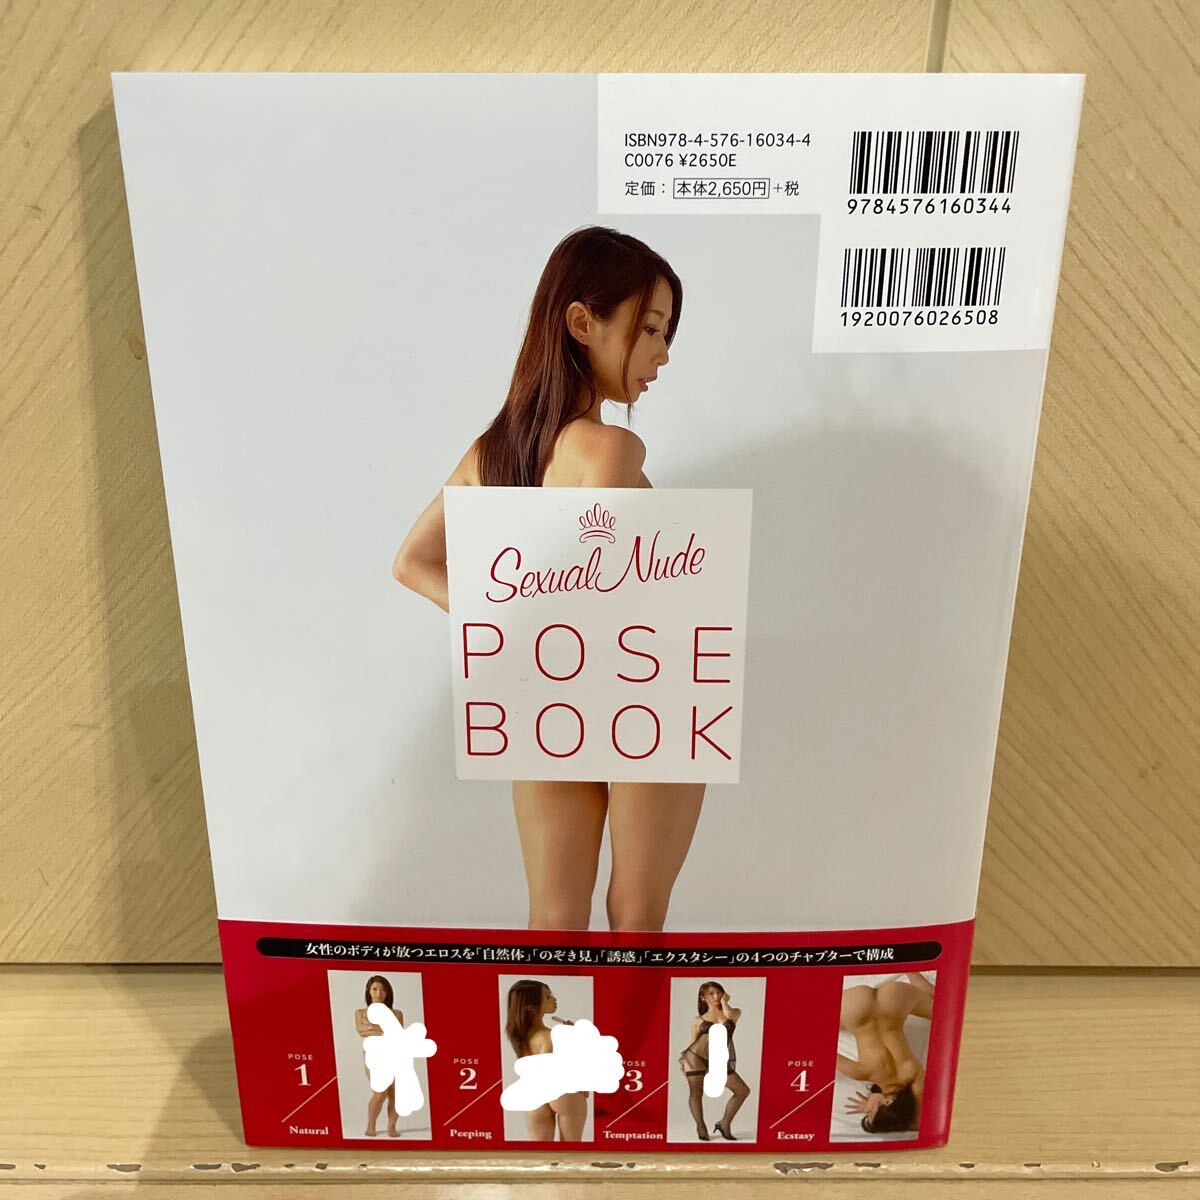 ISBN978-4-576-16034-4
C0076 ¥2650E
定価：本体2,650円+税
9784576160344
1920076026508
Sexual Nude
POSE
BOOK
女性のボディが放つエロスを「自然体」「のぞき見」「誘惑」「エクスタシー」の4つのチャプターで構成
POSE
1
Natural
POSE
2
Peeping
POSE
3
Temptation
POSE
4
Ecstasy